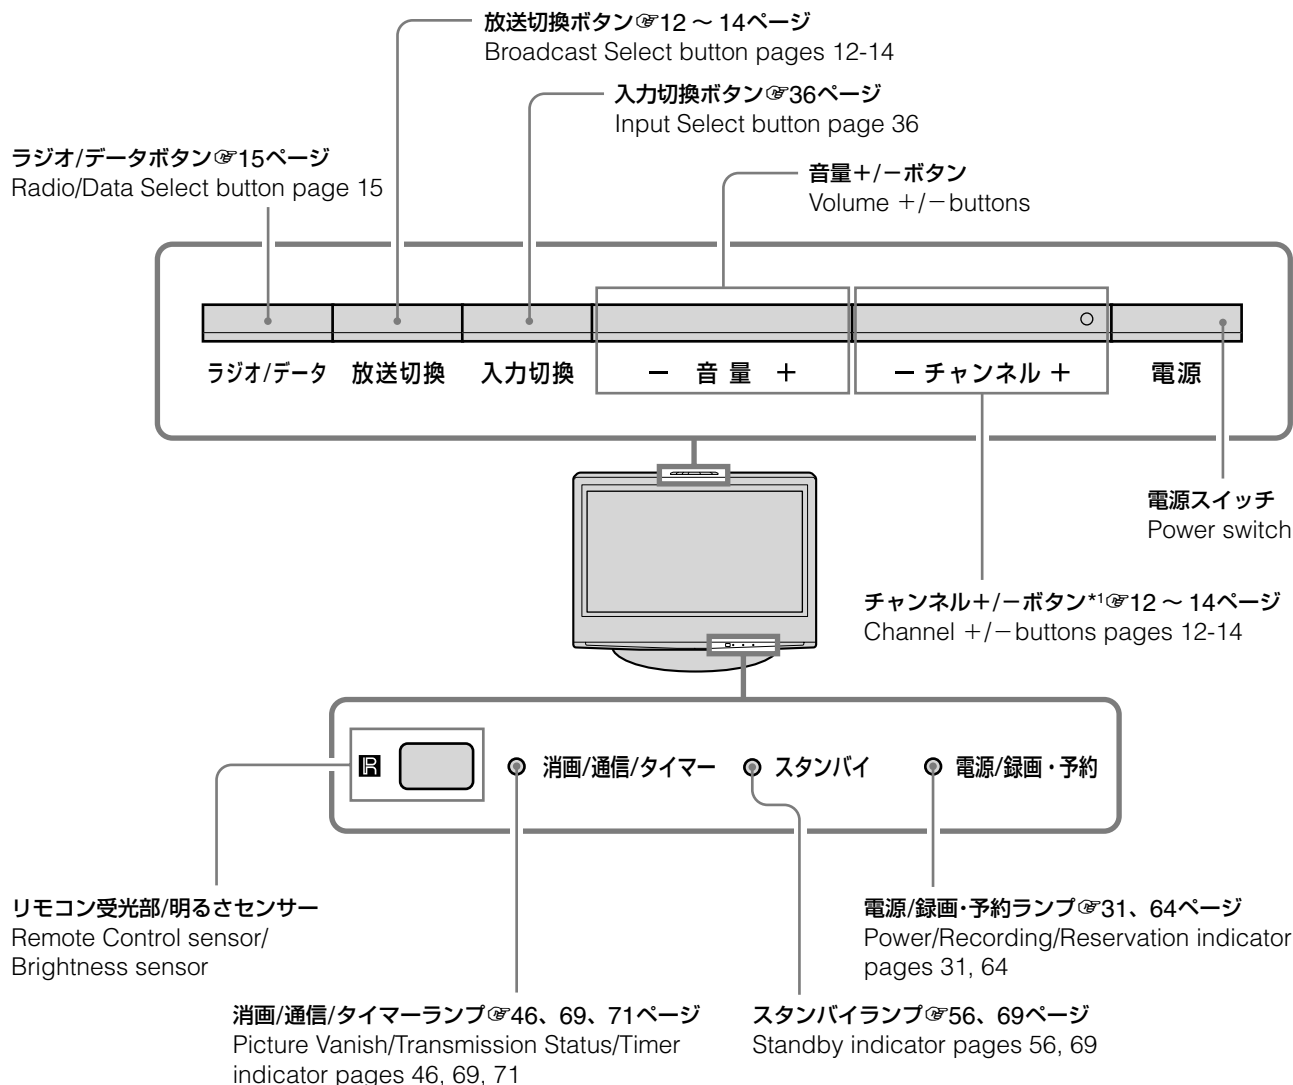 放送切換ボタン☞12 ～ 14ページ
Broadcast Select button pages 12-14
入力切換ボタン☞36ページ
Input Select button page 36
ラジオ/データボタン☞15ページ
Radio/Data Select button page 15
音量＋/－ボタン
Volume ＋/－buttons
ラジオ/データ 放送切換 入力切換 － 音 量 ＋ － チャンネル ＋ 電源
電源スイッチ
Power switch
チャンネル＋/－ボタン*1☞12 ～ 14ページ
Channel ＋/－buttons pages 12-14
R 消画/通信/タイマー スタンバイ 電源/録画・予約
リモコン受光部/明るさセンサー
Remote Control sensor/
Brightness sensor
電源/録画・予約ランプ☞31、64ページ
Power/Recording/Reservation indicator
pages 31, 64
消画/通信/タイマーランプ☞46、69、71ページ
Picture Vanish/Transmission Status/Timer
indicator pages 46, 69, 71
スタンバイランプ☞56、69ページ
Standby indicator pages 56, 69